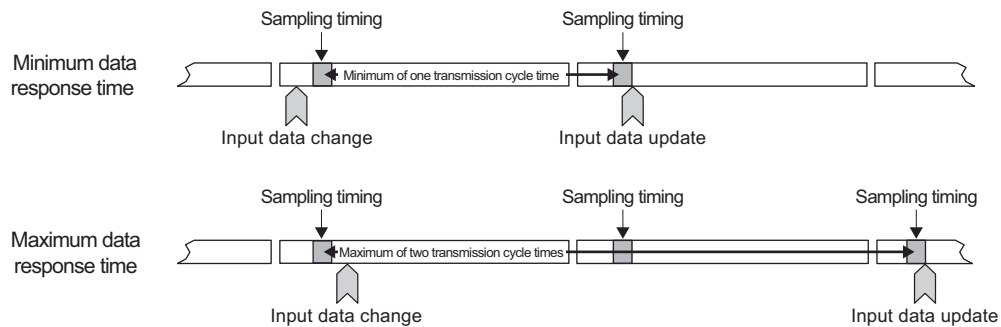 Sampling timing Sampling timing
Minimum data
response time
Minimum of one transmission cycle time
Input data change Input data update
Sampling timing Sampling timing Sampling timing
Maximum data
response time
Maximum of two transmission cycle times
Input data change Input data update